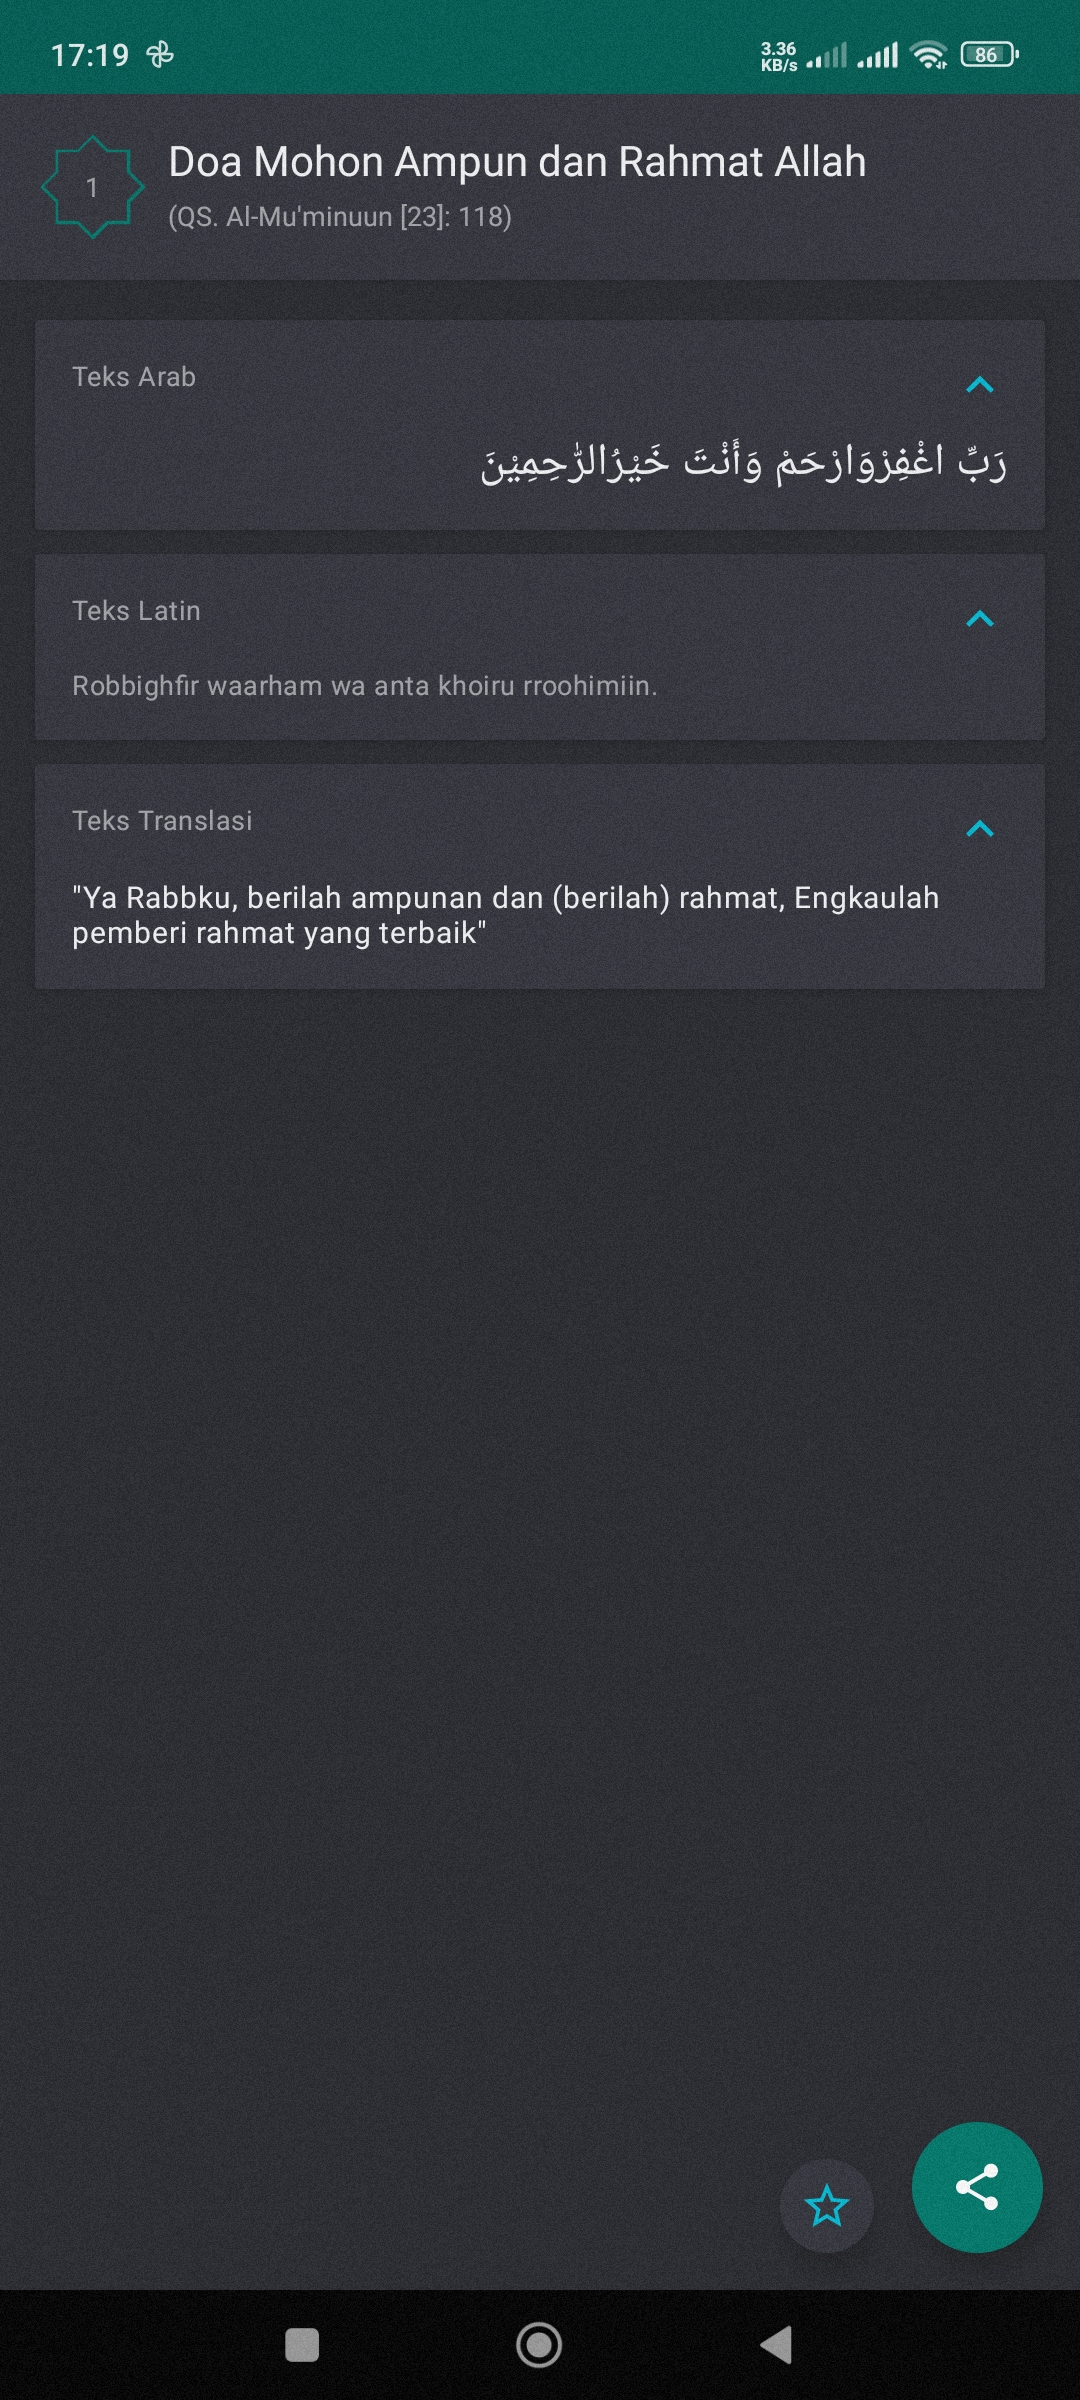 17:19
3.36
KB/s
86
1
Doa Mohon Ampun dan Rahmat Allah
(QS. Al-Mu'minuun [23]: 118)
Teks Arab
رَبِّ اغْفِرْوَارْحَمْ وَأَنْتَ خَيْرُالرّٰحِمِيْنَ
Teks Latin
Robbighfir waarham wa anta khoiru rroohimiin.
Teks Translasi
"Ya Rabbku, berilah ampunan dan (berilah) rahmat, Engkaulah
pemberi rahmat yang terbaik"